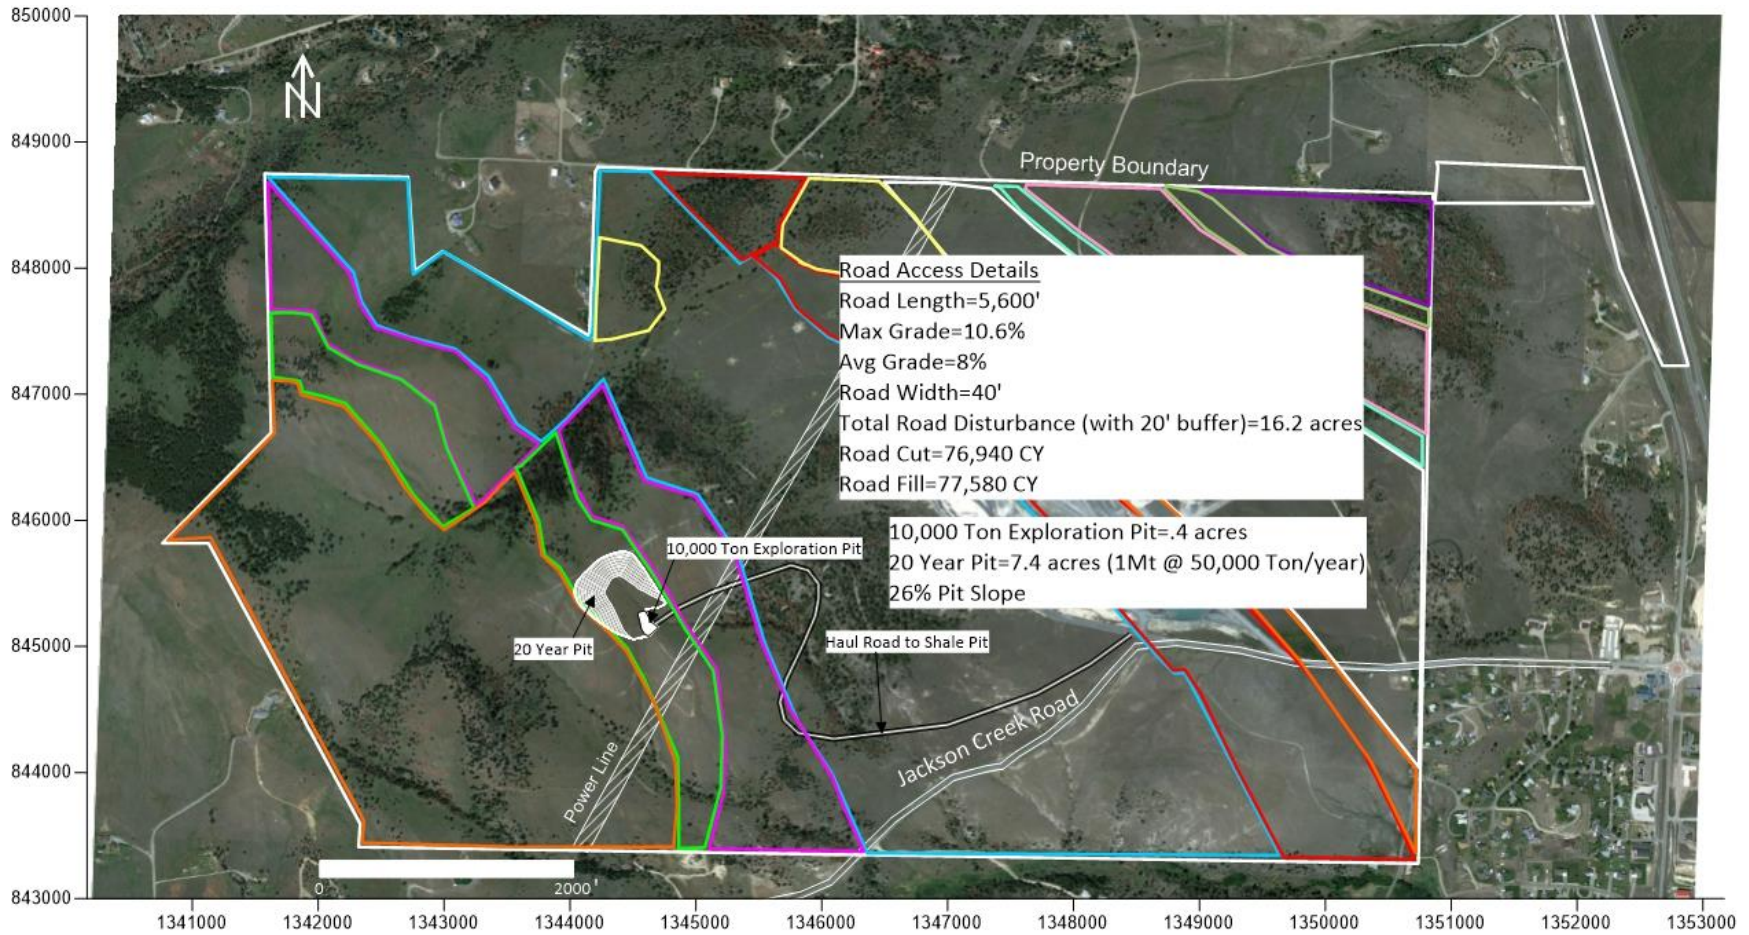 850000
849000
848000
847000
846000
845000
844000
843000
N
Property Boundary
Road Access Details
Road Length=5,600'
Max Grade=10.6%
Avg Grade=8%
Road Width=40'
Total Road Disturbance (with 20' buffer)=16.2 acres
Road Cut=76,940 CY
Road Fill=77,580 CY
10,000 Ton Exploration Pit=.4 acres
20 Year Pit=7.4 acres (1Mt @ 50,000 Ton/year)
26% Pit Slope
10,000 Ton Exploration Pit
20 Year Pit
Haul Road to Shale Pit
Jackson Creek Road
Power Line
0 2000'
1341000 1342000 1343000 1344000 1345000 1346000 1347000 1348000 1349000 1350000 1351000 1352000 1353000